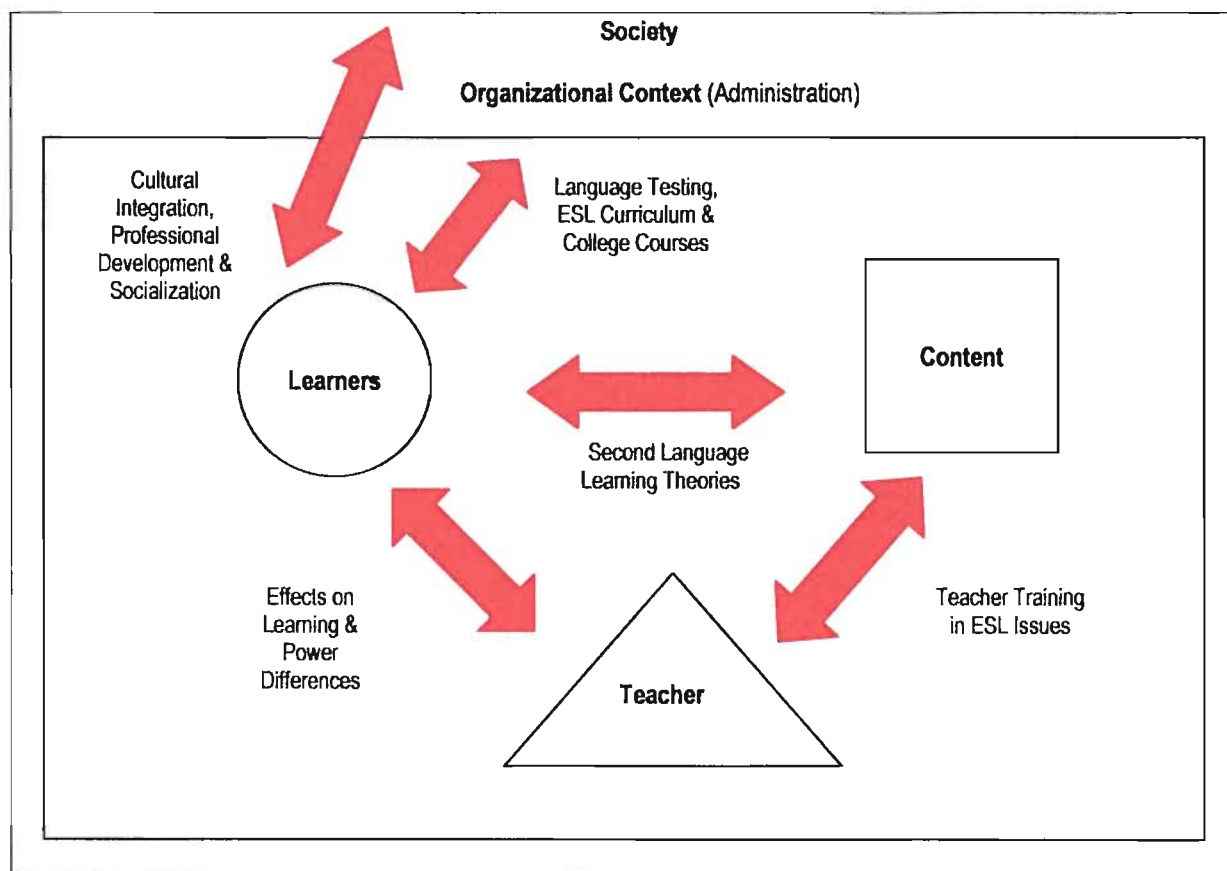 Society
Organizational Context (Administration)
Cultural
Integration,
Professional
Development &
Socialization
Language Testing,
ESL Curriculum &
College Courses
Learners
Content
Second Language
Learning Theories
Effects on
Learning &
Power
Differences
Teacher
Teacher Training
in ESL Issues